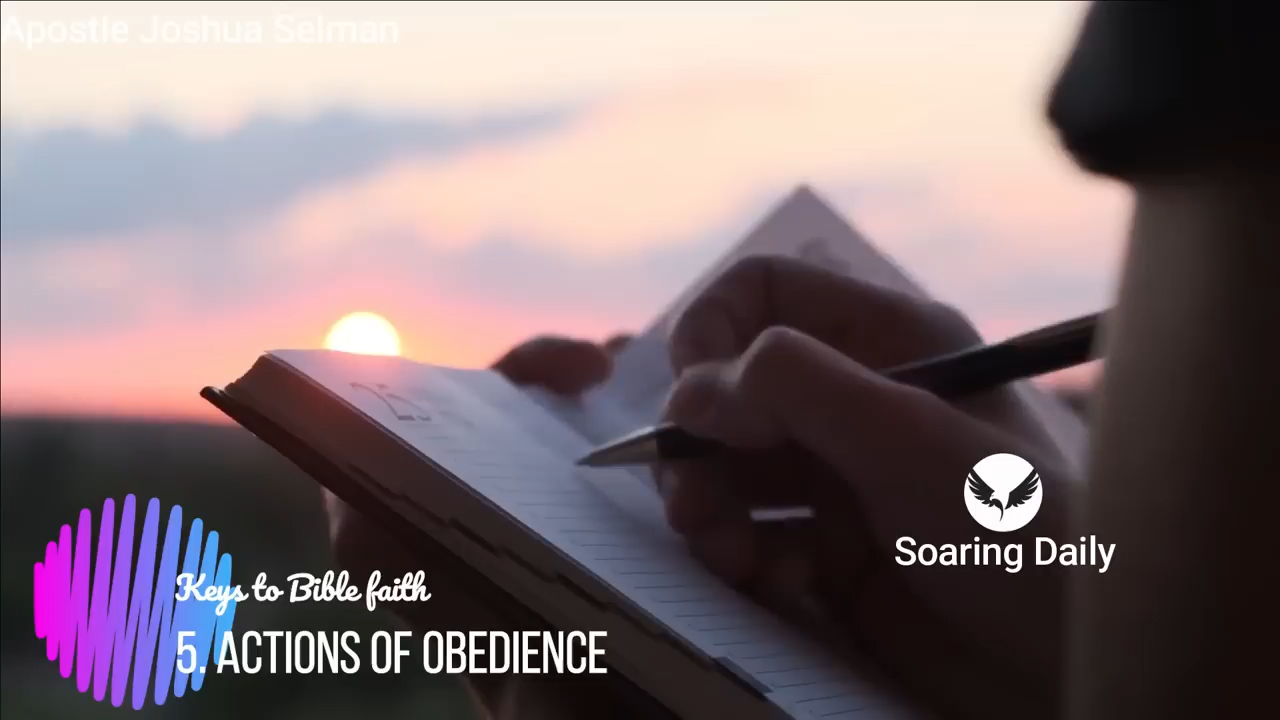 Apostle Joshua Selman
Soaring Daily
Keys to Bible faith
5. ACTIONS OF OBEDIENCE